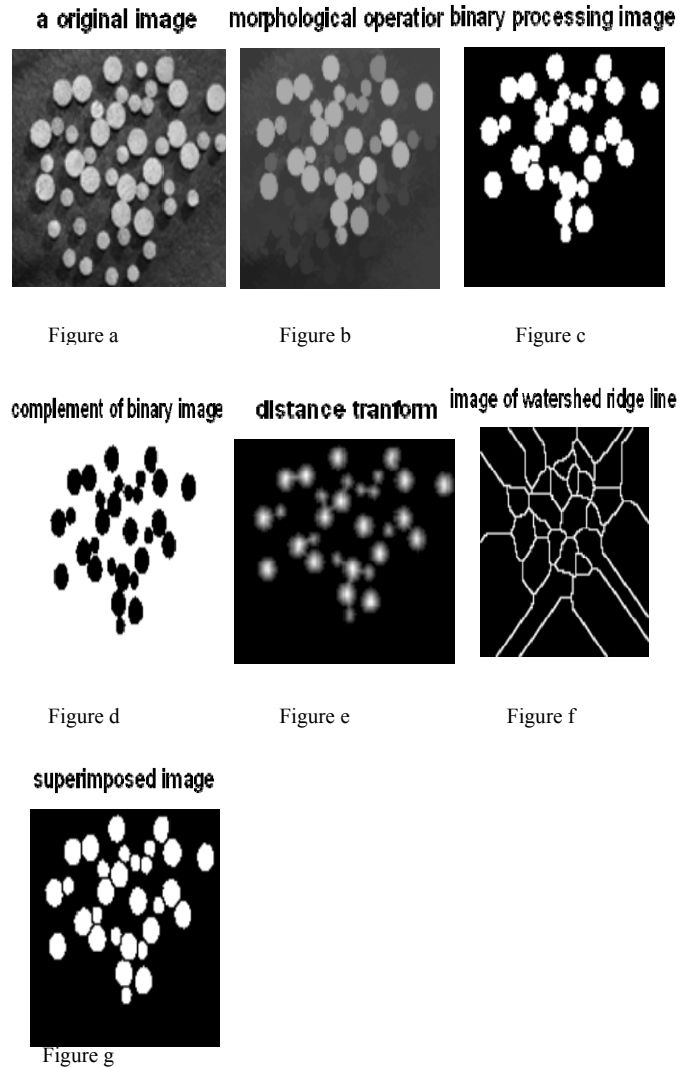 a original image
morphological operatior
binary processing image
Figure a
Figure b
Figure c
complement of binary image
distance tranform
image of watershed ridge line
Figure d
Figure e
Figure f
superimposed image
Figure g